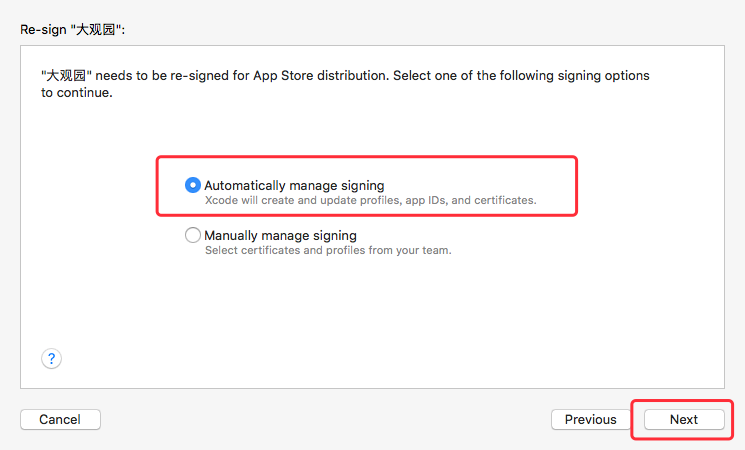 Re-sign "大观园":
"大观园" needs to be re-signed for App Store distribution. Select one of the following signing options
to continue.
Automatically manage signing
Xcode will create and update profiles, app IDs, and certificates.
Manually manage signing
Select certificates and profiles from your team.
?
Cancel
Previous
Next